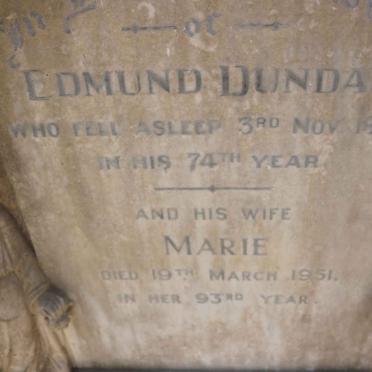 of
EDMUND DUNDA
WHO FELL ASLEEP 3RD NOV
IN HIS 74TH YEAR.
AND HIS WIFE
MARIE
DIED 19TH MARCH 1951.
IN HER 93RD YEAR.